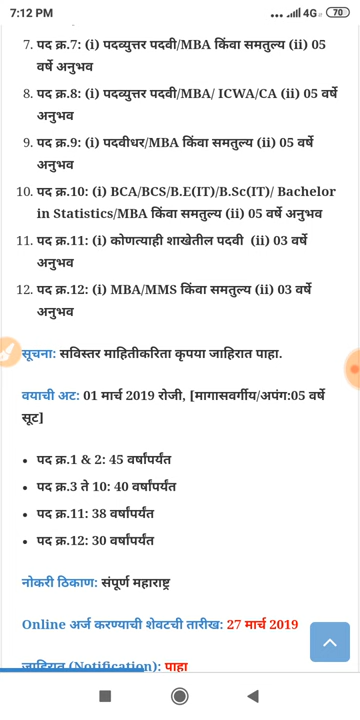 7:12 PM
4G
70
7. पद क्र.7: (i) पदव्युत्तर पदवी/MBA किंवा समतुल्य (ii) 05
वर्षे अनुभव
8. पद क्र.8: (i) पदव्युत्तर पदवी/MBA/ ICWA/CA (ii) 05 वर्षे
अनुभव
9. पद क्र.9: (i) पदवीधर/MBA किंवा समतुल्य (ii) 05 वर्षे
अनुभव
10. पद क्र.10: (i) BCA/BCS/B.E(IT)/B.Sc(IT)/ Bachelor
in Statistics/MBA किंवा समतुल्य (ii) 05 वर्षे अनुभव
11. पद क्र.11: (i) कोणत्याही शाखेतील पदवी (ii) 03 वर्षे
अनुभव
12. पद क्र.12: (i) MBA/MMS किंवा समतुल्य (ii) 03 वर्षे
अनुभव
सूचना: सविस्तर माहितीकरिता कृपया जाहिरात पाहा.
वयाची अट: 01 मार्च 2019 रोजी, [मागासवर्गीय/अपंग:05 वर्षे
सूट]
• पद क्र.1 & 2: 45 वर्षांपर्यंत
• पद क्र.3 ते 10: 40 वर्षांपर्यंत
• पद क्र.11: 38 वर्षांपर्यंत
• पद क्र.12: 30 वर्षांपर्यंत
नोकरी ठिकाण: संपूर्ण महाराष्ट्र
Online अर्ज करण्याची शेवटची तारीख: 27 मार्च 2019
जाहिरात (Notification): पाहा